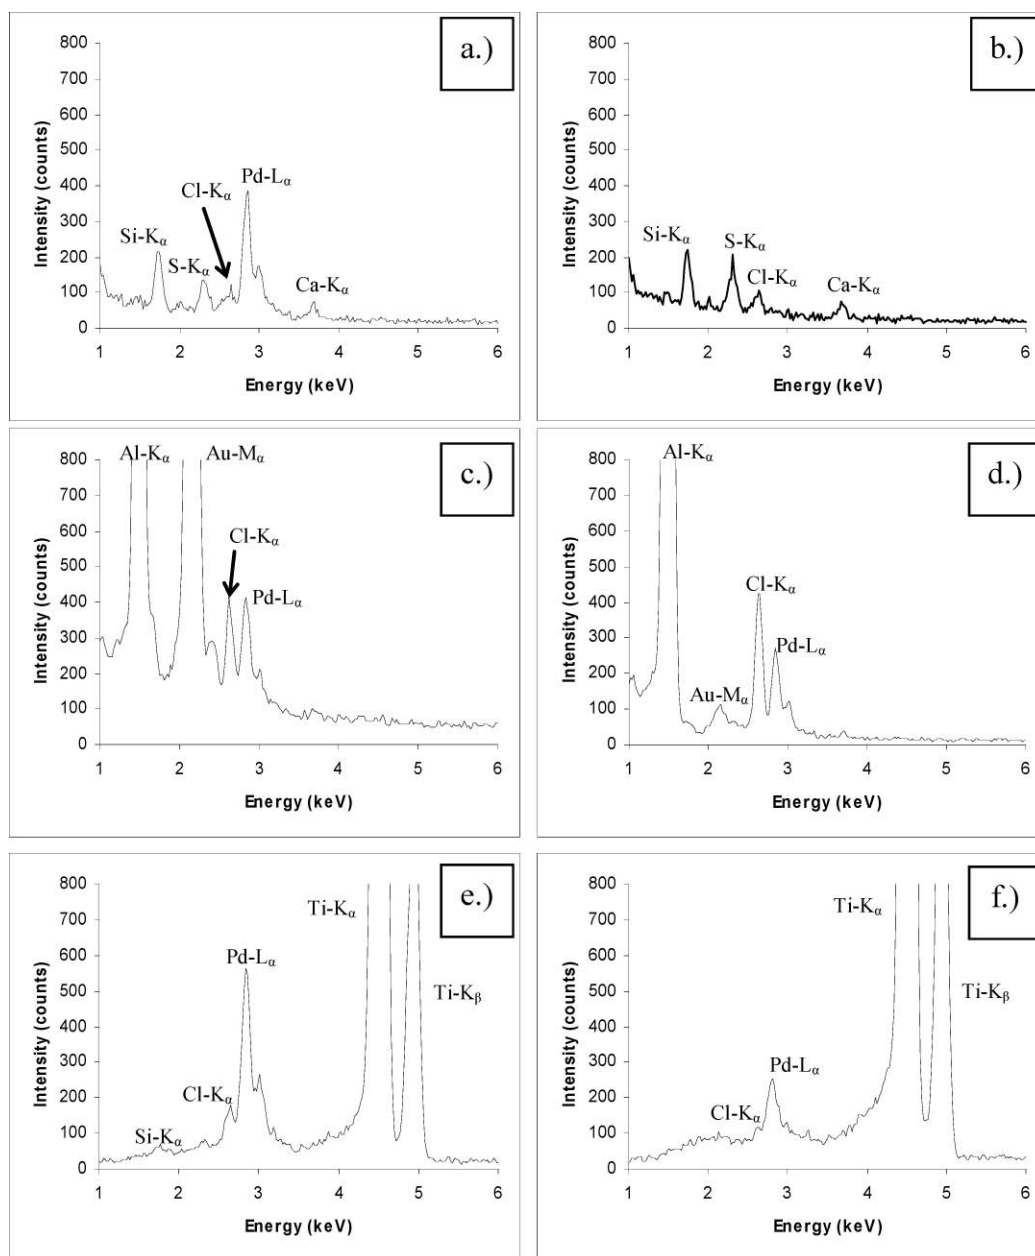 a.)
800
700
600
500
400
300
200
100
0
Intensity (counts)
Si-Kα
S-Kα
Cl-Kα
Pd-Lα
Ca-Kα
1 2 3 4 5 6
Energy (keV)
b.)
800
700
600
500
400
300
200
100
0
Intensity (counts)
Si-Kα
S-Kα
Cl-Kα
Ca-Kα
1 2 3 4 5 6
Energy (keV)
c.)
800
700
600
500
400
300
200
100
0
Intensity (counts)
Al-Kα
Au-Mα
Cl-Kα
Pd-Lα
1 2 3 4 5 6
Energy (keV)
d.)
800
700
600
500
400
300
200
100
0
Intensity (counts)
Al-Kα
Au-Mα
Cl-Kα
Pd-Lα
1 2 3 4 5 6
Energy (keV)
e.)
800
700
600
500
400
300
200
100
0
Intensity (counts)
Si-Kα
Cl-Kα
Pd-Lα
Ti-Kα
Ti-Kβ
1 2 3 4 5 6
Energy (keV)
f.)
800
700
600
500
400
300
200
100
0
Intensity (counts)
Cl-Kα
Pd-Lα
Ti-Kα
Ti-Kβ
1 2 3 4 5 6
Energy (keV)